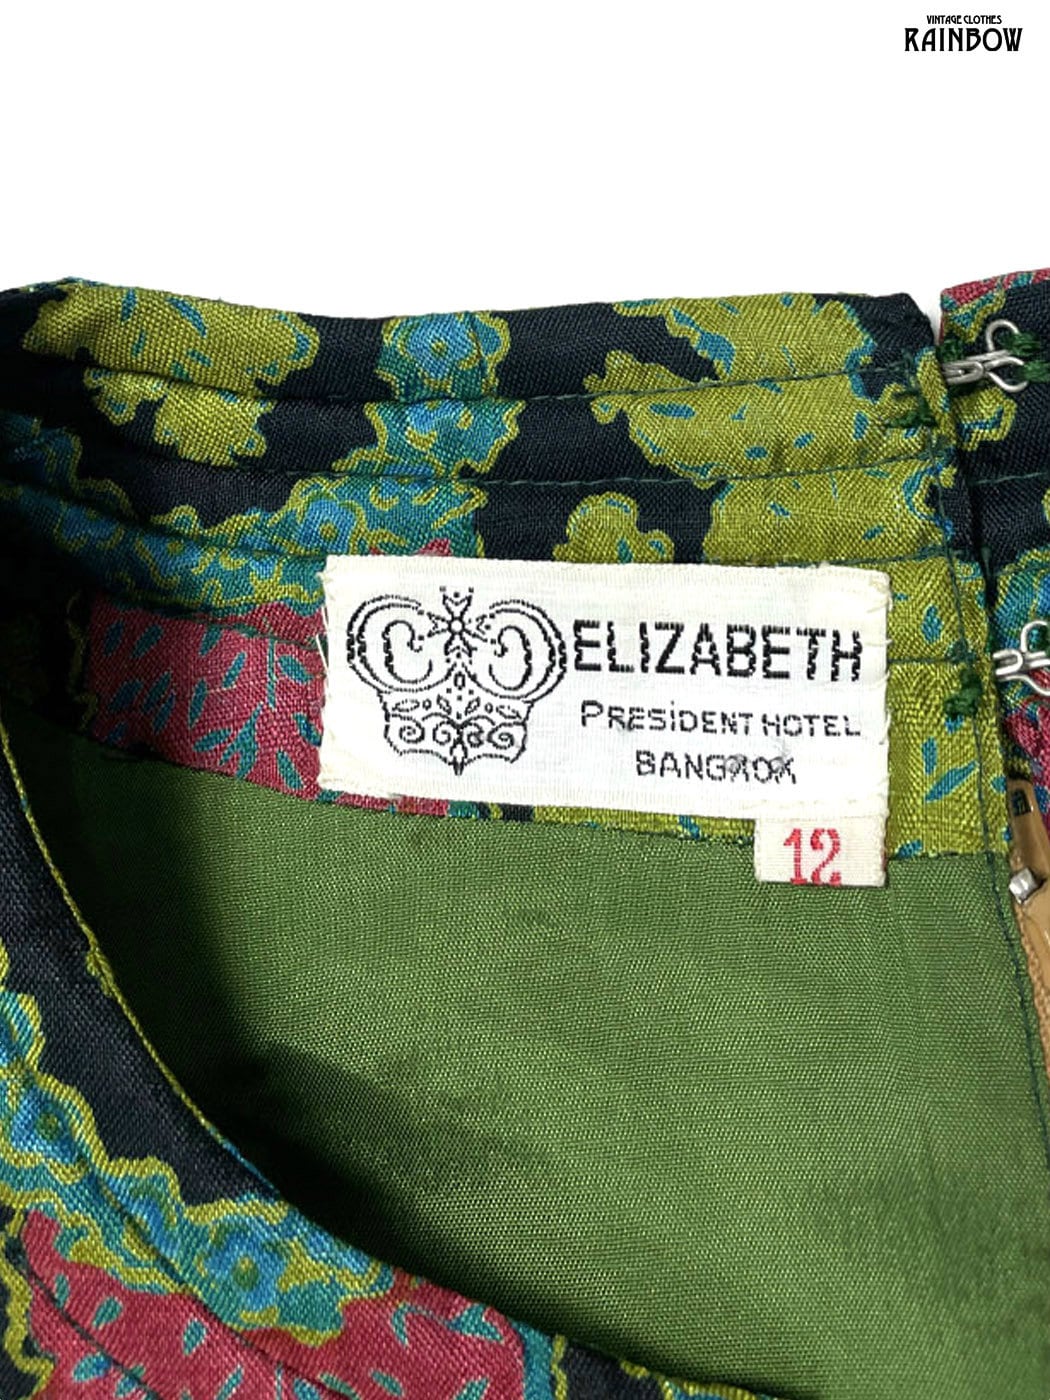 VINTAGE CLOTHES
RAINBOW
ELIZABETH
PRESiDENT HOTEL
BANGKOK
12